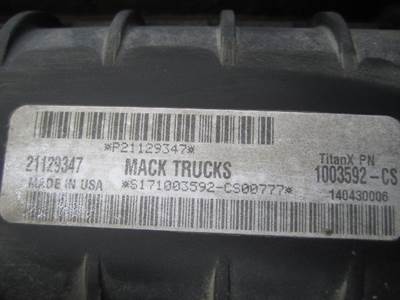 *P21129347*
21129347 MACK TRUCKS TitanX PN
1003592-CS
MADE IN USA *S171003592-CS00777* 140430006